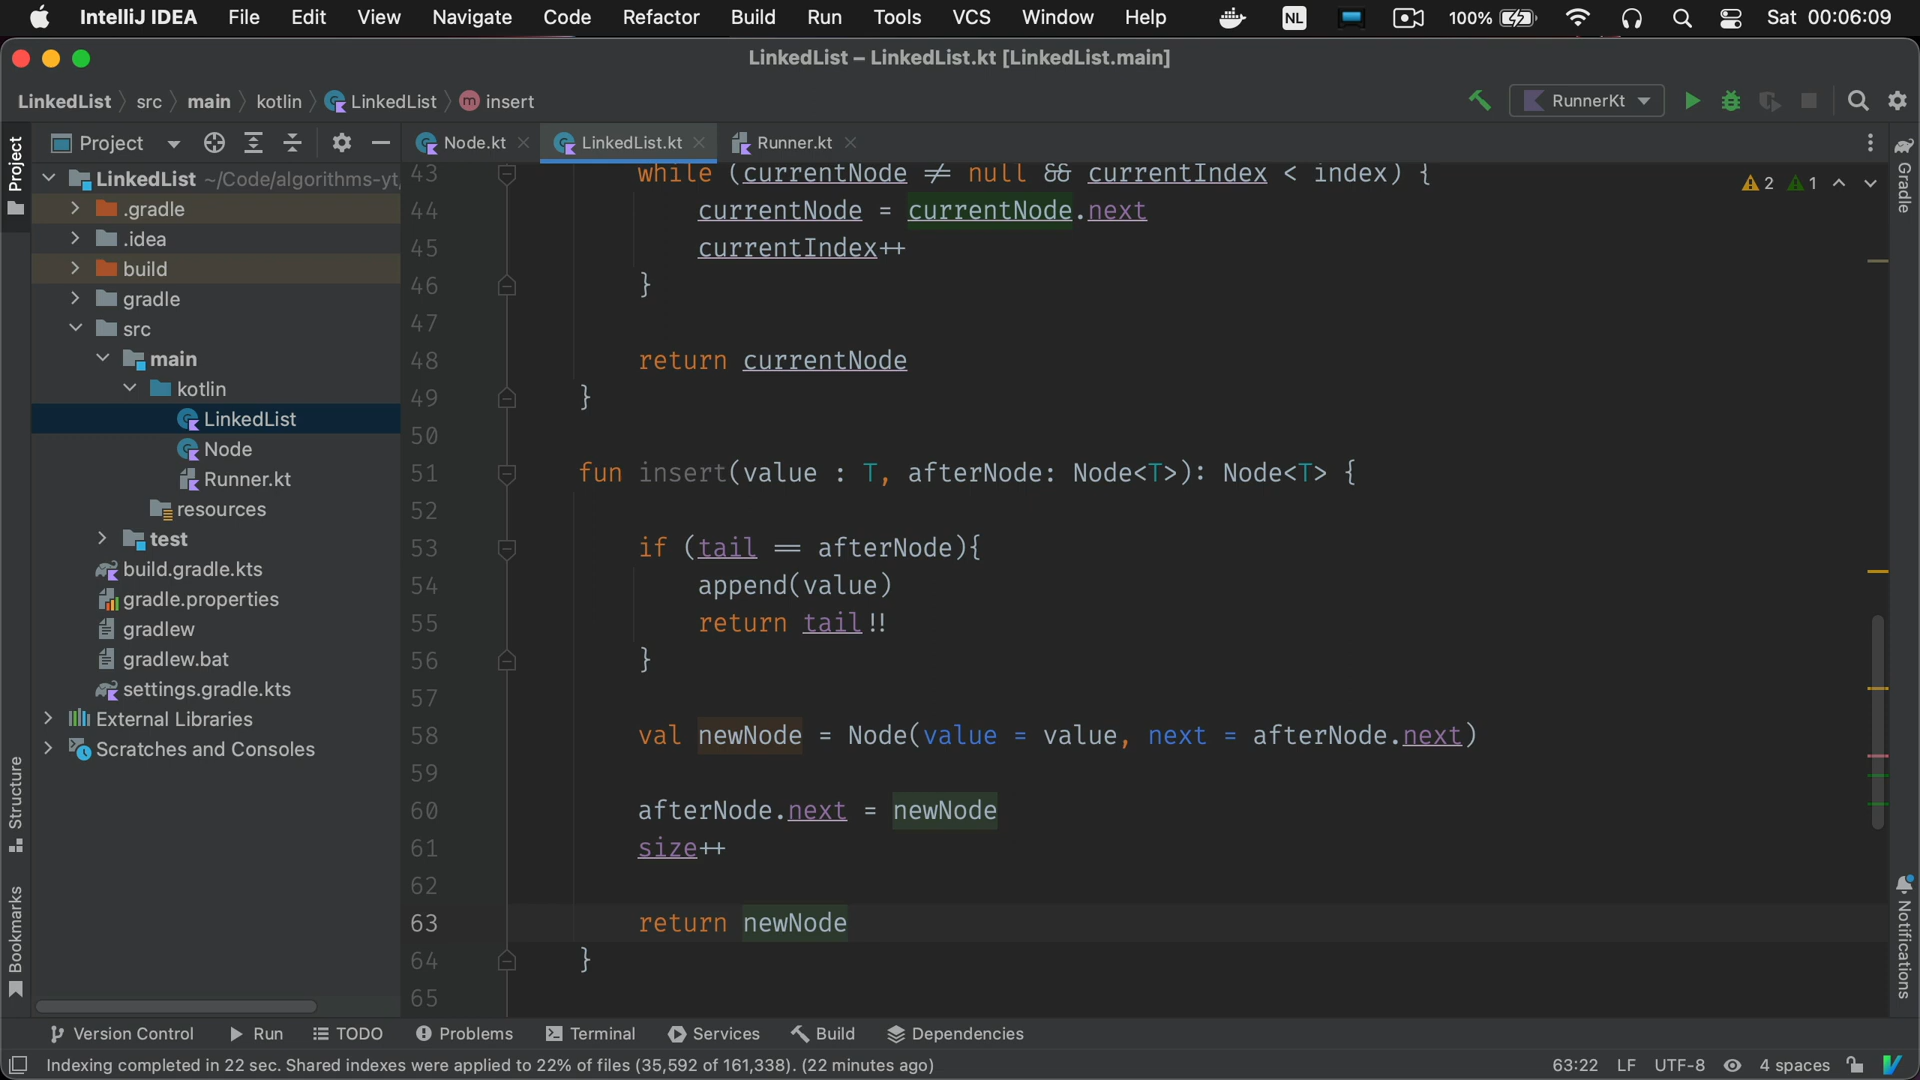 IntelliJ IDEA File Edit View Navigate Code Refactor Build Run Tools VCS Window Help NL 100% Sat 00:06:09
LinkedList – LinkedList.kt [LinkedList.main]
LinkedList src main kotlin LinkedList m insert RunnerKt
Project Project Node.kt LinkedList.kt Runner.kt Gradle
LinkedList ~/Code/algorithms-yt
.gradle
.idea
build
gradle
src
main
kotlin
LinkedList
Node
Runner.kt
resources
test
build.gradle.kts
gradle.properties
gradlew
gradlew.bat
settings.gradle.kts
External Libraries
Scratches and Consoles
Structure
Bookmarks
2 1
43 while (currentNode ≠ null && currentIndex < index) {
44 currentNode = currentNode.next
45 currentIndex++
46 }
47
48 return currentNode
49 }
50
51 fun insert(value : T, afterNode: Node<T>): Node<T> {
52
53 if (tail == afterNode){
54 append(value)
55 return tail!!
56 }
57
58 val newNode = Node(value = value, next = afterNode.next)
59
60 afterNode.next = newNode
61 size++
62
63 return newNode
64 }
65
Notifications
Version Control Run TODO Problems Terminal Services Build Dependencies
Indexing completed in 22 sec. Shared indexes were applied to 22% of files (35,592 of 161,338). (22 minutes ago) 63:22 LF UTF-8 4 spaces